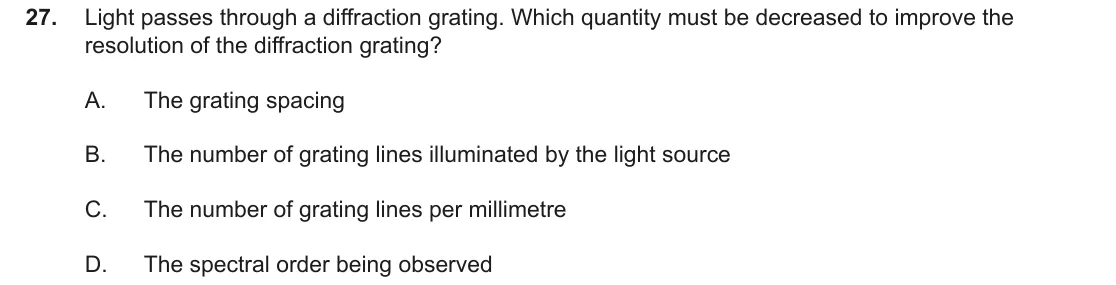 27. Light passes through a diffraction grating. Which quantity must be decreased to improve the
resolution of the diffraction grating?
A. The grating spacing
B. The number of grating lines illuminated by the light source
C. The number of grating lines per millimetre
D. The spectral order being observed